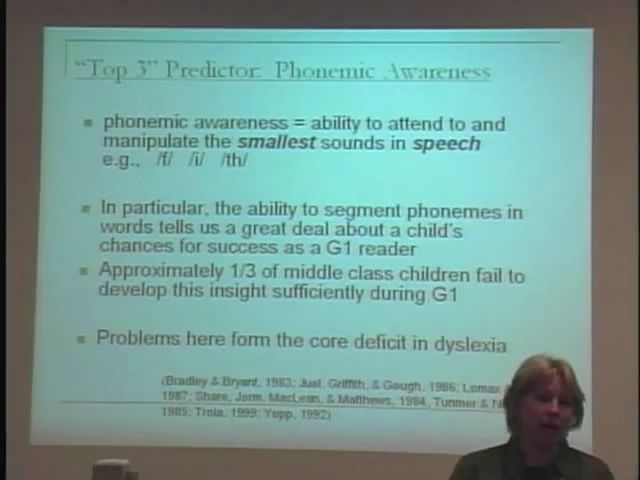 "Top 3" Predictor: Phonemic Awareness
phonemic awareness = ability to attend to and
manipulate the smallest sounds in speech
e.g., /f/ /i/ /th/
In particular, the ability to segment phonemes in
words tells us a great deal about a child's
chances for success as a G1 reader
Approximately 1/3 of middle class children fail to
develop this insight sufficiently during G1
Problems here form the core deficit in dyslexia
(Bradley & Bryant, 1983; Juel, Griffith, & Gough, 1986; Lomax
1987; Share, Jorm, MacLean, & Matthews, 1984, Tunmer &
1985; Troia, 1999; Yopp, 1992)